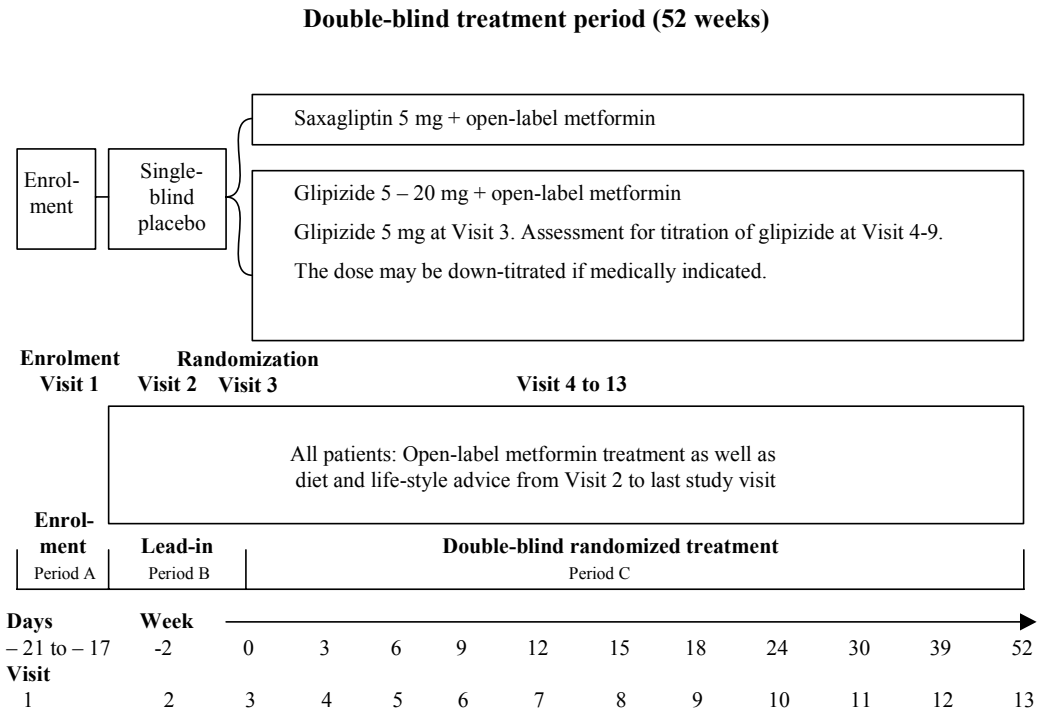 Double-blind treatment period (52 weeks)
Saxagliptin 5 mg + open-label metformin
Enrol-
ment
Single-
blind
placebo
Glipizide 5 – 20 mg + open-label metformin
Glipizide 5 mg at Visit 3. Assessment for titration of glipizide at Visit 4-9.
The dose may be down-titrated if medically indicated.
Enrolment
Visit 1
Visit 2
Randomization
Visit 3
Visit 4 to 13
All patients: Open-label metformin treatment as well as
diet and life-style advice from Visit 2 to last study visit
Enrol-
ment
Period A
Lead-in
Period B
Double-blind randomized treatment
Period C
Days Week
– 21 to – 17 -2 0 3 6 9 12 15 18 24 30 39 52
Visit
1 2 3 4 5 6 7 8 9 10 11 12 13